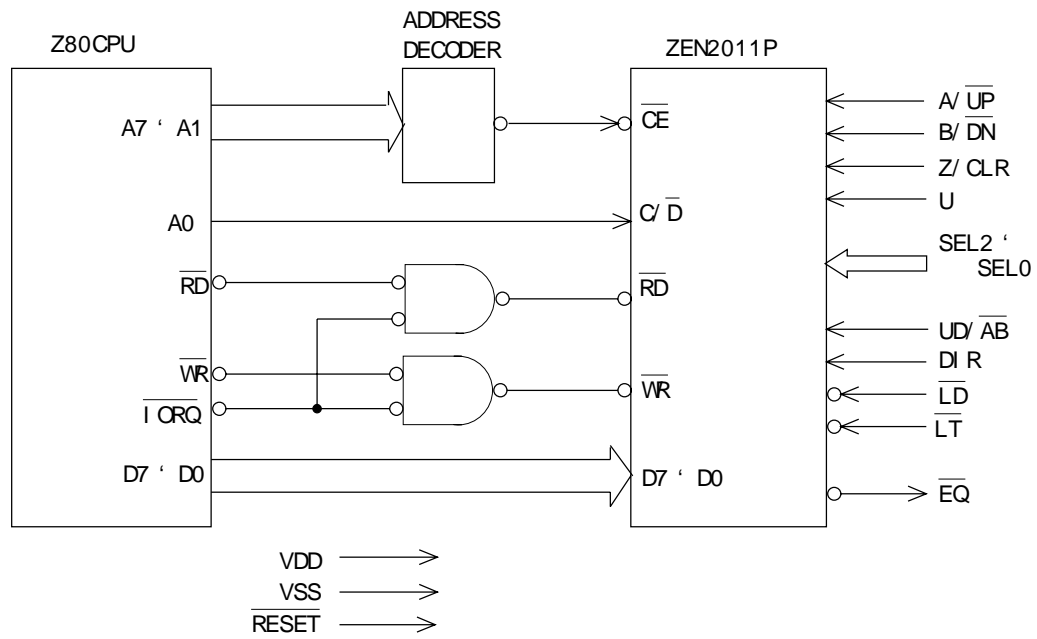 ADDRESS
DECODER
Z80CPU
ZEN2011P
A7 ‘ A1
CE
A/ UP
B/ DN
Z/ CLR
U
A0
C/ D
SEL2 ‘
SEL0
RD
RD
UD/ AB
DIR
WR
WR
LD
IORQ
LT
D7 ‘ D0
D7 ‘ D0
EQ
VDD
VSS
RESET